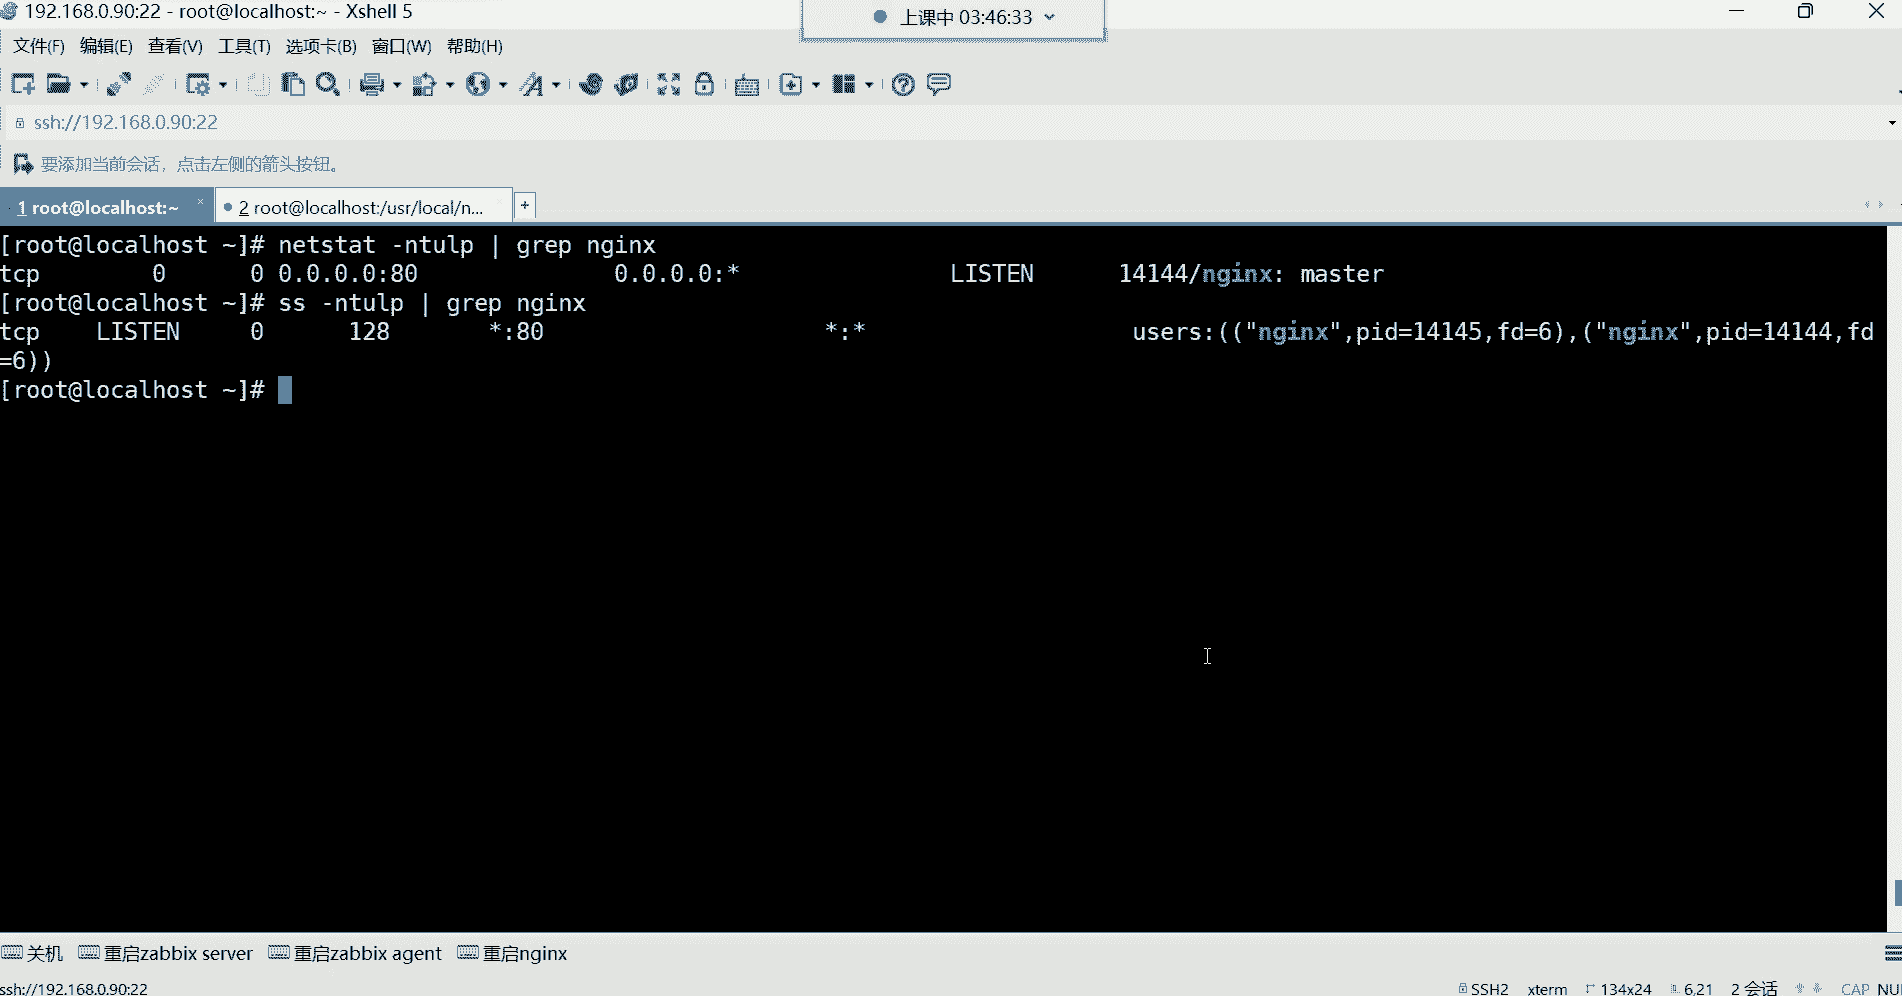 192.168.0.90:22 - root@localhost:~ - Xshell 5
上课中 03:46:33
文件(F) 编辑(E) 查看(V) 工具(T) 选项卡(B) 窗口(W) 帮助(H)
ssh://192.168.0.90:22
要添加当前会话，点击左侧的箭头按钮。
1 root@localhost:~ × 2 root@localhost:/usr/local/n... +
[root@localhost ~]# netstat -ntulp | grep nginx
tcp 0 0 0.0.0.0:80 0.0.0.0:* LISTEN 14144/nginx: master
[root@localhost ~]# ss -ntulp | grep nginx
tcp LISTEN 0 128 *:80 *:* users:(("nginx",pid=14145,fd=6),("nginx",pid=14144,fd
=6))
[root@localhost ~]#
关机 重启zabbix server 重启zabbix agent 重启nginx
ssh://192.168.0.90:22 SSH2 xterm 134x24 6,21 2 会话 CAP NU